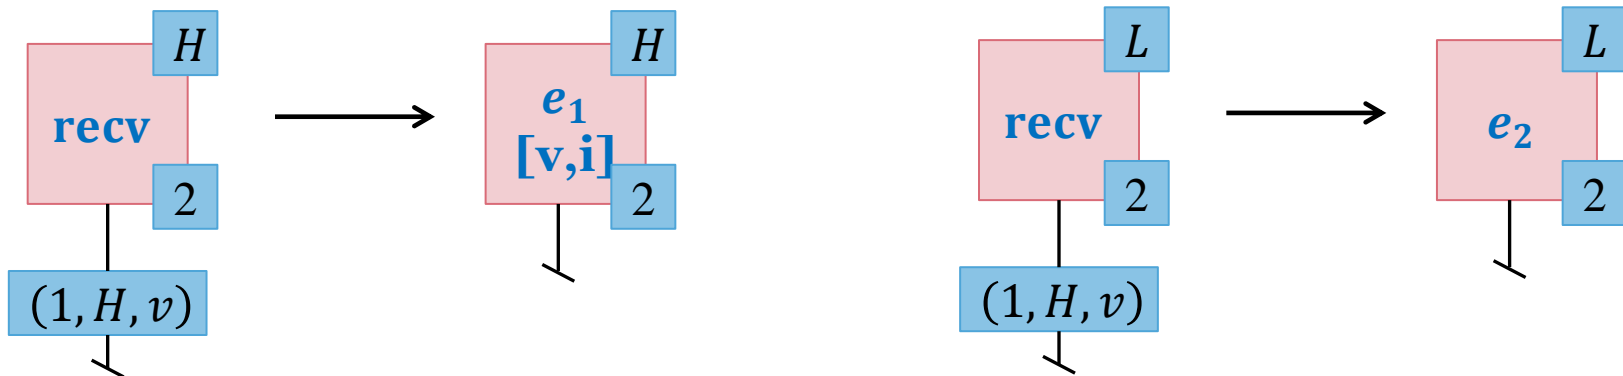 H
recv
2
(1, H, v)
H
e₁
[v,i]
2
L
recv
2
(1, H, v)
L
e₂
2